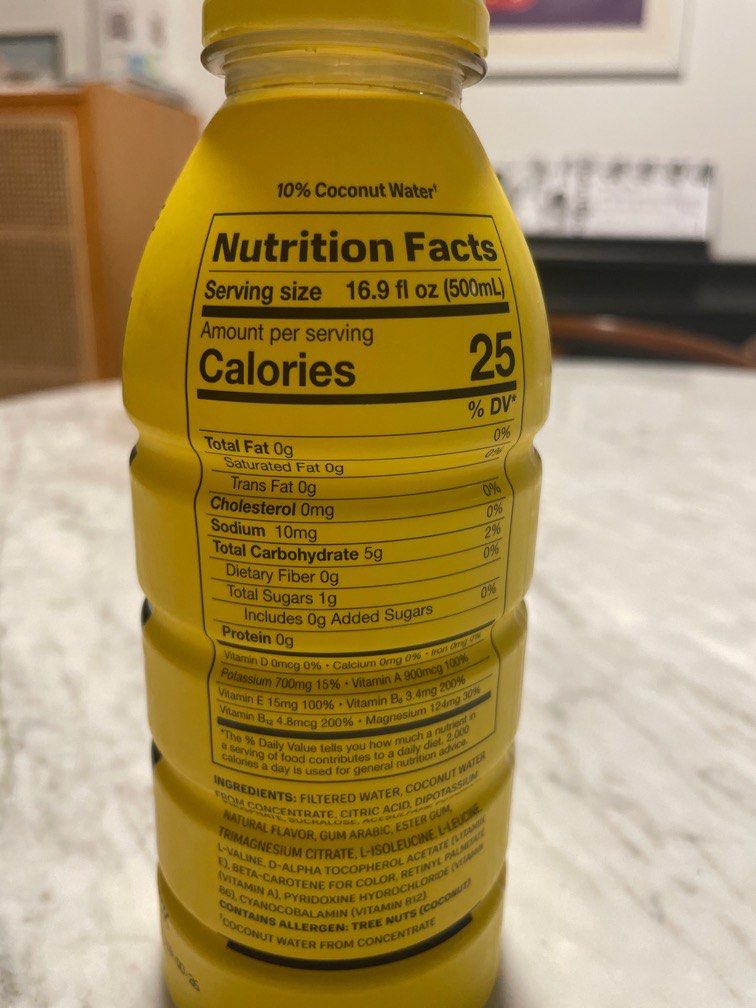 10% Coconut Water†
Nutrition Facts
Serving size 16.9 fl oz (500mL)
Amount per serving
Calories 25
% DV*
Total Fat 0g 0%
Saturated Fat 0g 0%
Trans Fat 0g
Cholesterol 0mg 0%
Sodium 10mg 0%
Total Carbohydrate 5g 2%
Dietary Fiber 0g 0%
Total Sugars 1g
Includes 0g Added Sugars 0%
Protein 0g
Vitamin D 0mcg 0% • Calcium 0mg 0% • Iron 0mg 0%
Potassium 700mg 15% • Vitamin A 900mcg 100%
Vitamin E 15mg 100% • Vitamin B₆ 3.4mg 200%
Vitamin B₁₂ 4.8mcg 200% • Magnesium 124mg 30%
*The % Daily Value tells you how much a nutrient in
a serving of food contributes to a daily diet. 2,000
calories a day is used for general nutrition advice.
INGREDIENTS: FILTERED WATER, COCONUT WATER
FROM CONCENTRATE, CITRIC ACID, DIPOTASSIUM
PHOSPHATE, SUCRALOSE,
NATURAL FLAVOR, GUM ARABIC, ESTER GUM,
TRIMAGNESIUM CITRATE, L-ISOLEUCINE, L-LEUCINE,
L-VALINE, D-ALPHA TOCOPHEROL ACETATE (VITAMIN
E), BETA-CAROTENE FOR COLOR, RETINYL PALMITATE
(VITAMIN A), PYRIDOXINE HYDROCHLORIDE (VITAMIN
B6), CYANOCOBALAMIN (VITAMIN B12)
CONTAINS ALLERGEN: TREE NUTS (COCONUT)
†COCONUT WATER FROM CONCENTRATE